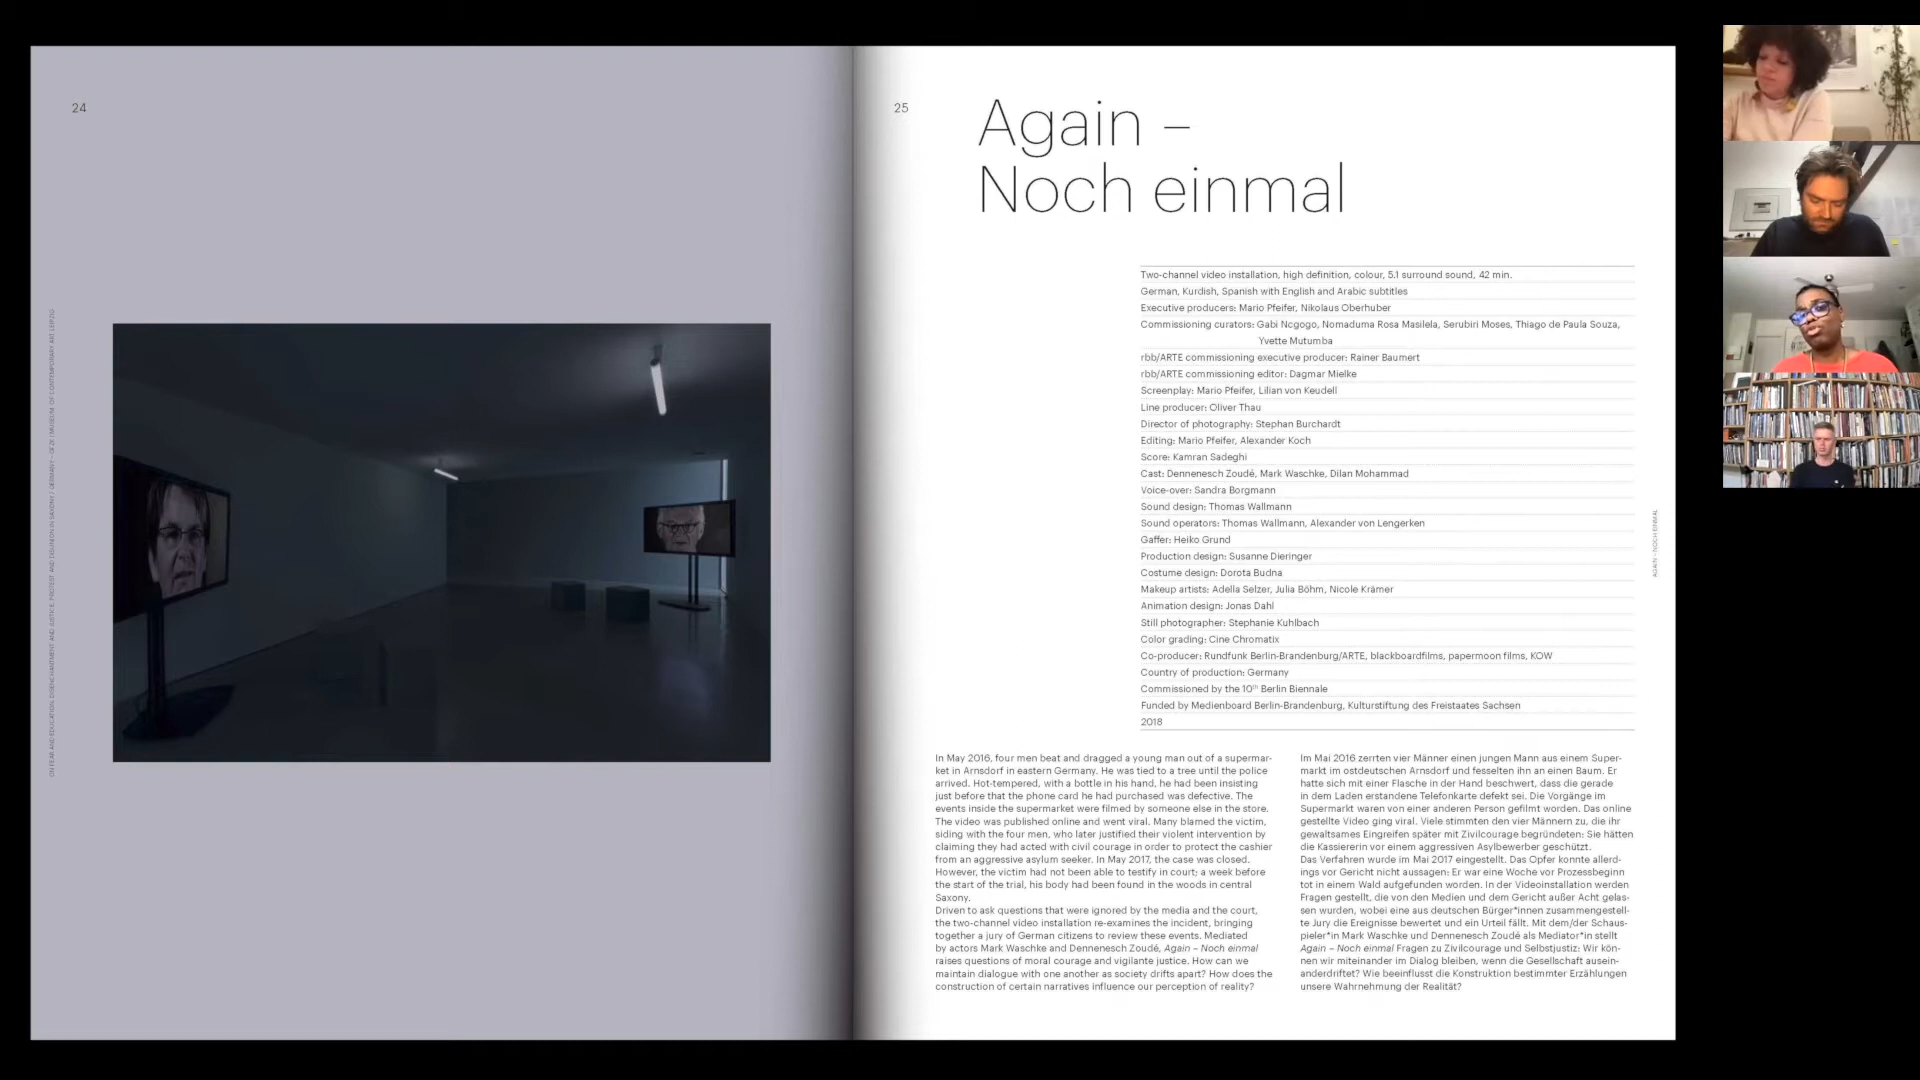 24
ON FEAR AND EDUCATION, DISENCHANTMENT AND JUSTICE, PROTEST AND DISUNION IN SAXONY / GERMANY – GFZK | MUSEUM OF CONTEMPORARY ART LEIPZIG
25
Again –
Noch einmal
Two-channel video installation, high definition, colour, 5.1 surround sound, 42 min.
German, Kurdish, Spanish with English and Arabic subtitles
Executive producers: Mario Pfeifer, Nikolaus Oberhuber
Commissioning curators: Gabi Ncgogo, Nomaduma Rosa Masilela, Serubiri Moses, Thiago de Paula Souza,
Yvette Mutumba
rbb/ARTE commissioning executive producer: Rainer Baumert
rbb/ARTE commissioning editor: Dagmar Mielke
Screenplay: Mario Pfeifer, Lilian von Keudell
Line producer: Oliver Thau
Director of photography: Stephan Burchardt
Editing: Mario Pfeifer, Alexander Koch
Score: Kamran Sadeghi
Cast: Dennenesch Zoudé, Mark Waschke, Dilan Mohammad
Voice-over: Sandra Borgmann
Sound design: Thomas Wallmann
Sound operators: Thomas Wallmann, Alexander von Lengerken
Gaffer: Heiko Grund
Production design: Susanne Dieringer
Costume design: Dorota Budna
Makeup artists: Adella Selzer, Julia Böhm, Nicole Krämer
Animation design: Jonas Dahl
Still photographer: Stephanie Kuhlbach
Color grading: Cine Chromatix
Co-producer: Rundfunk Berlin-Brandenburg/ARTE, blackboardfilms, papermoon films, KOW
Country of production: Germany
Commissioned by the 10th Berlin Biennale
Funded by Medienboard Berlin-Brandenburg, Kulturstiftung des Freistaates Sachsen
2018
In May 2016, four men beat and dragged a young man out of a supermar-
ket in Arnsdorf in eastern Germany. He was tied to a tree until the police
arrived. Hot-tempered, with a bottle in his hand, he had been insisting
just before that the phone card he had purchased was defective. The
events inside the supermarket were filmed by someone else in the store.
The video was published online and went viral. Many blamed the victim,
siding with the four men, who later justified their violent intervention by
claiming they had acted with civil courage in order to protect the cashier
from an aggressive asylum seeker. In May 2017, the case was closed.
However, the victim had not been able to testify in court; a week before
the start of the trial, his body had been found in the woods in central
Saxony.
Driven to ask questions that were ignored by the media and the court,
the two-channel video installation re-examines the incident, bringing
together a jury of German citizens to review these events. Mediated
by actors Mark Waschke and Dennenesch Zoudé, Again – Noch einmal
raises questions of moral courage and vigilante justice. How can we
maintain dialogue with one another as society drifts apart? How does the
construction of certain narratives influence our perception of reality?
Im Mai 2016 zerrten vier Männer einen jungen Mann aus einem Super-
markt im ostdeutschen Arnsdorf und fesselten ihn an einen Baum. Er
hatte sich mit einer Flasche in der Hand beschwert, dass die gerade
in dem Laden erstandene Telefonkarte defekt sei. Die Vorgänge im
Supermarkt waren von einer anderen Person gefilmt worden. Das online
gestellte Video ging viral. Viele stimmten den vier Männern zu, die ihr
gewaltsames Eingreifen später mit Zivilcourage begründeten: Sie hätten
die Kassiererin vor einem aggressiven Asylbewerber geschützt.
Das Verfahren wurde im Mai 2017 eingestellt. Das Opfer konnte allerd-
ings vor Gericht nicht aussagen: Er war eine Woche vor Prozessbeginn
tot in einem Wald aufgefunden worden. In der Videoinstallation werden
Fragen gestellt, die von den Medien und dem Gericht außer Acht gelas-
sen wurden, wobei eine aus deutschen Bürger*innen zusammengestell-
te Jury die Ereignisse bewertet und ein Urteil fällt. Mit dem/der Schaus-
pieler*in Mark Waschke und Dennenesch Zoudé als Mediator*in stellt
Again – Noch einmal Fragen zu Zivilcourage und Selbstjustiz: Wir kön-
nen wir miteinander im Dialog bleiben, wenn die Gesellschaft ausein-
anderdriftet? Wie beeinflusst die Konstruktion bestimmter Erzählungen
unsere Wahrnehmung der Realität?
AGAIN – NOCH EINMAL